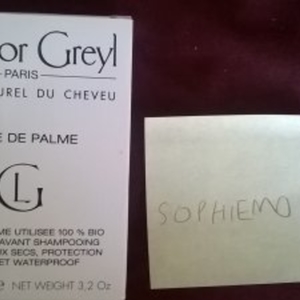 or Greyl
PARIS
UREL DU CHEVEU
E DE PALME
LG
ME UTILISEE 100 % BIO
AVANT SHAMPOOING
UX SECS, PROTECTION
ET WATERPROOF
e NET WEIGHT 3,2 Oz
SOPHIEMO